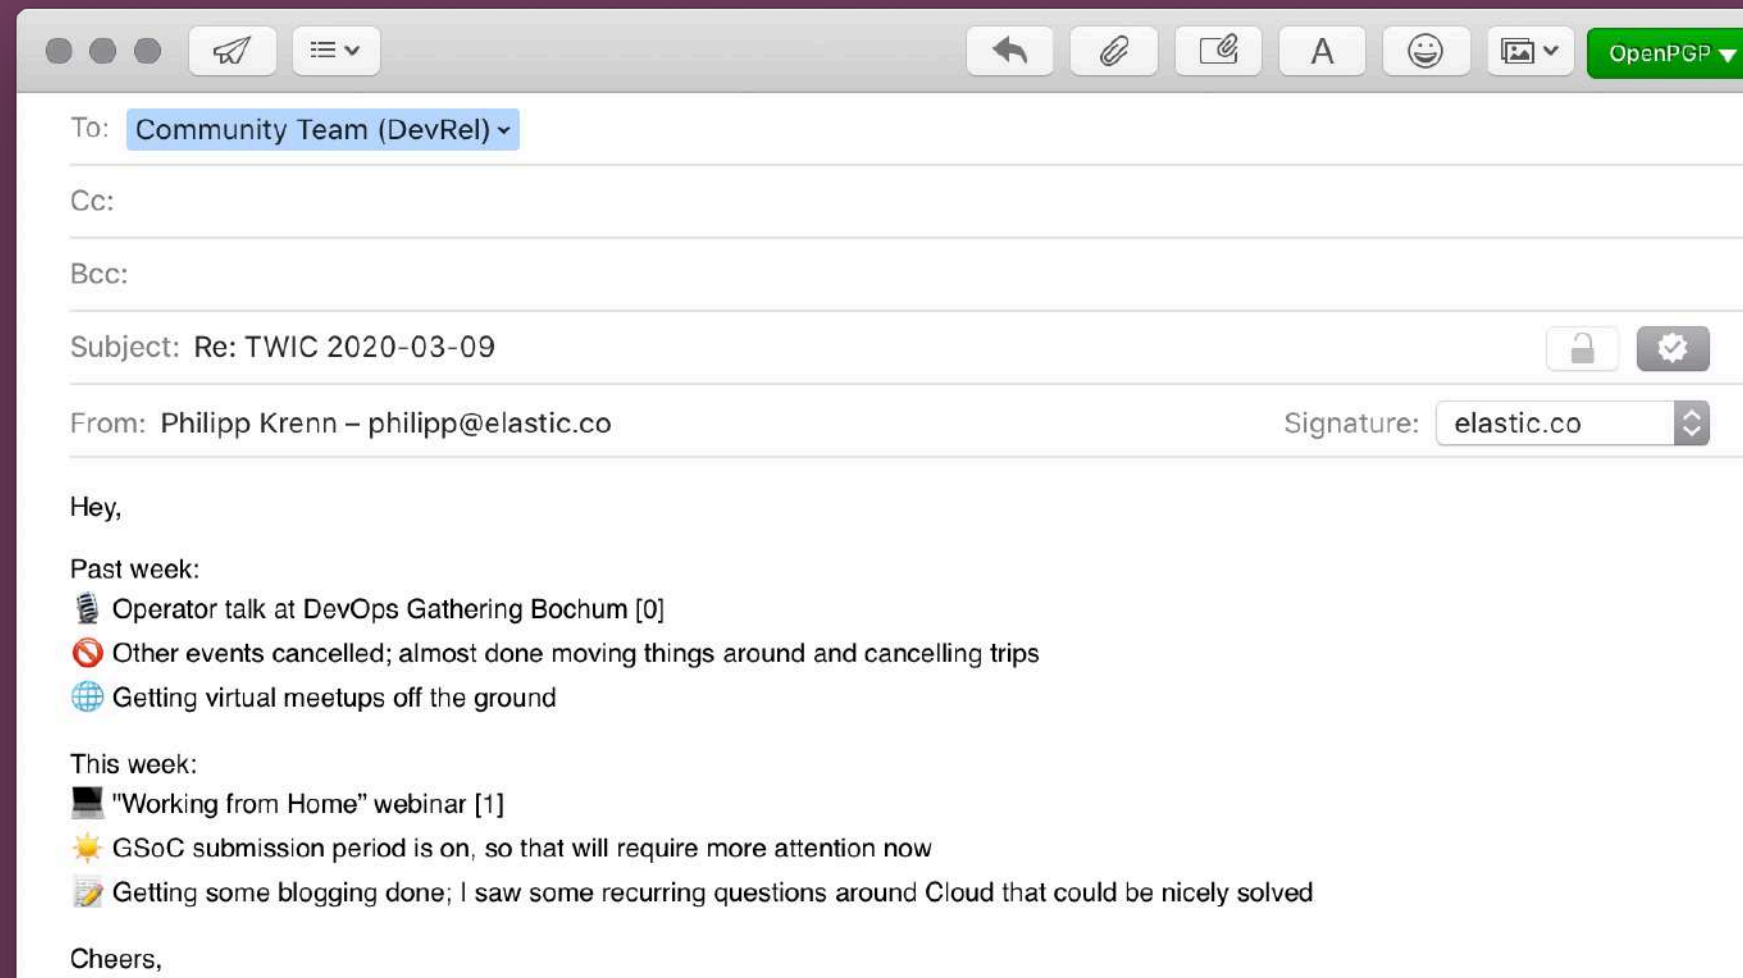 OpenPGP
To: Community Team (DevRel)
Cc:
Bcc:
Subject: Re: TWIC 2020-03-09
From: Philipp Krenn – philipp@elastic.co Signature: elastic.co
Hey,
Past week:
🎙 Operator talk at DevOps Gathering Bochum [0]
🚫 Other events cancelled; almost done moving things around and cancelling trips
🌐 Getting virtual meetups off the ground
This week:
💻 "Working from Home” webinar [1]
☀️ GSoC submission period is on, so that will require more attention now
📝 Getting some blogging done; I saw some recurring questions around Cloud that could be nicely solved
Cheers,